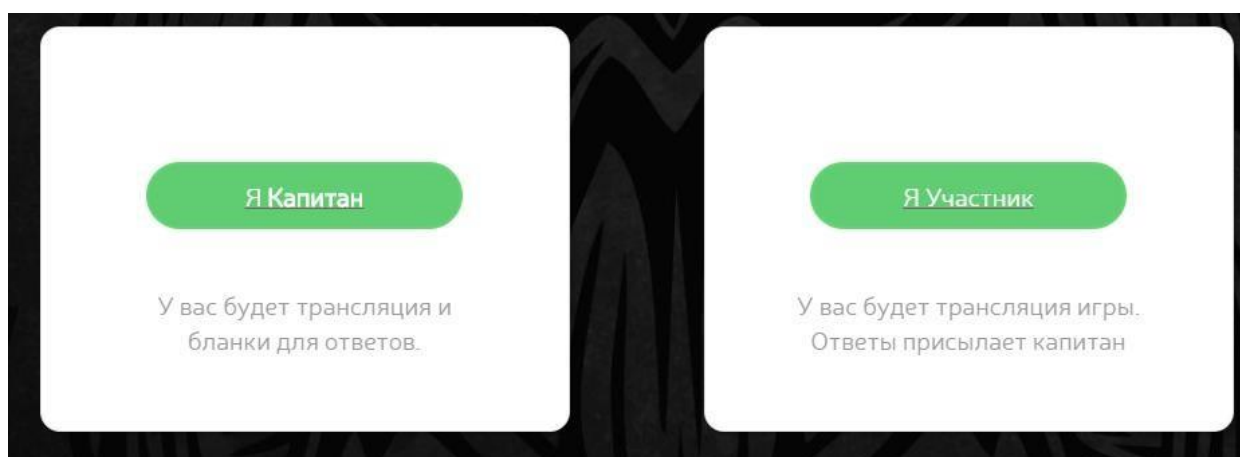 Я Капитан
У вас будет трансляция и
бланки для ответов.
Я Участник
У вас будет трансляция игры.
Ответы присылает капитан